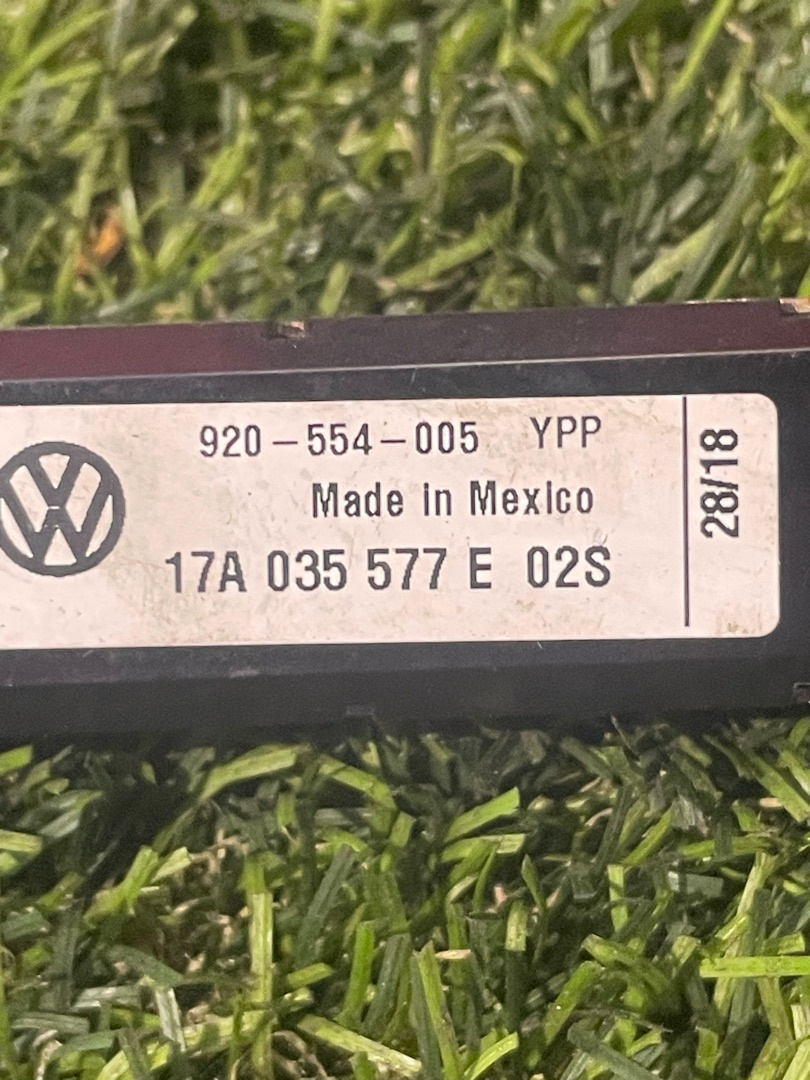 920-554-005 YPP
Made in Mexico
17A 035 577 E 02S
28/18